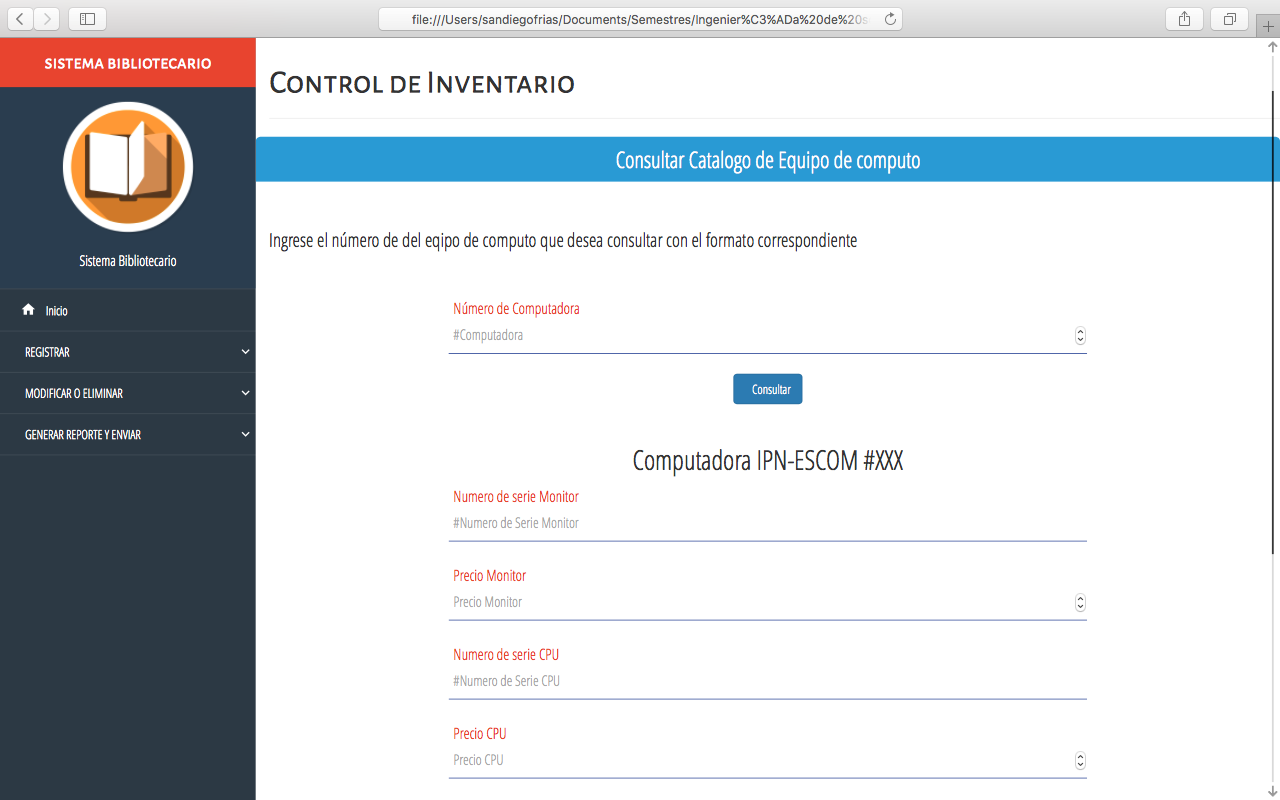 file:///Users/sandiegofrias/Documents/Semestres/Ingenier%C3%ADa%20de%20s
SISTEMA BIBLIOTECARIO
Sistema Bibliotecario
Inicio
REGISTRAR
MODIFICAR O ELIMINAR
GENERAR REPORTE Y ENVIAR
CONTROL DE INVENTARIO
Consultar Catalogo de Equipo de computo
Ingrese el número de del eqipo de computo que desea consultar con el formato correspondiente
Número de Computadora
#Computadora
Consultar
Computadora IPN-ESCOM #XXX
Numero de serie Monitor
#Numero de Serie Monitor
Precio Monitor
Precio Monitor
Numero de serie CPU
#Numero de Serie CPU
Precio CPU
Precio CPU